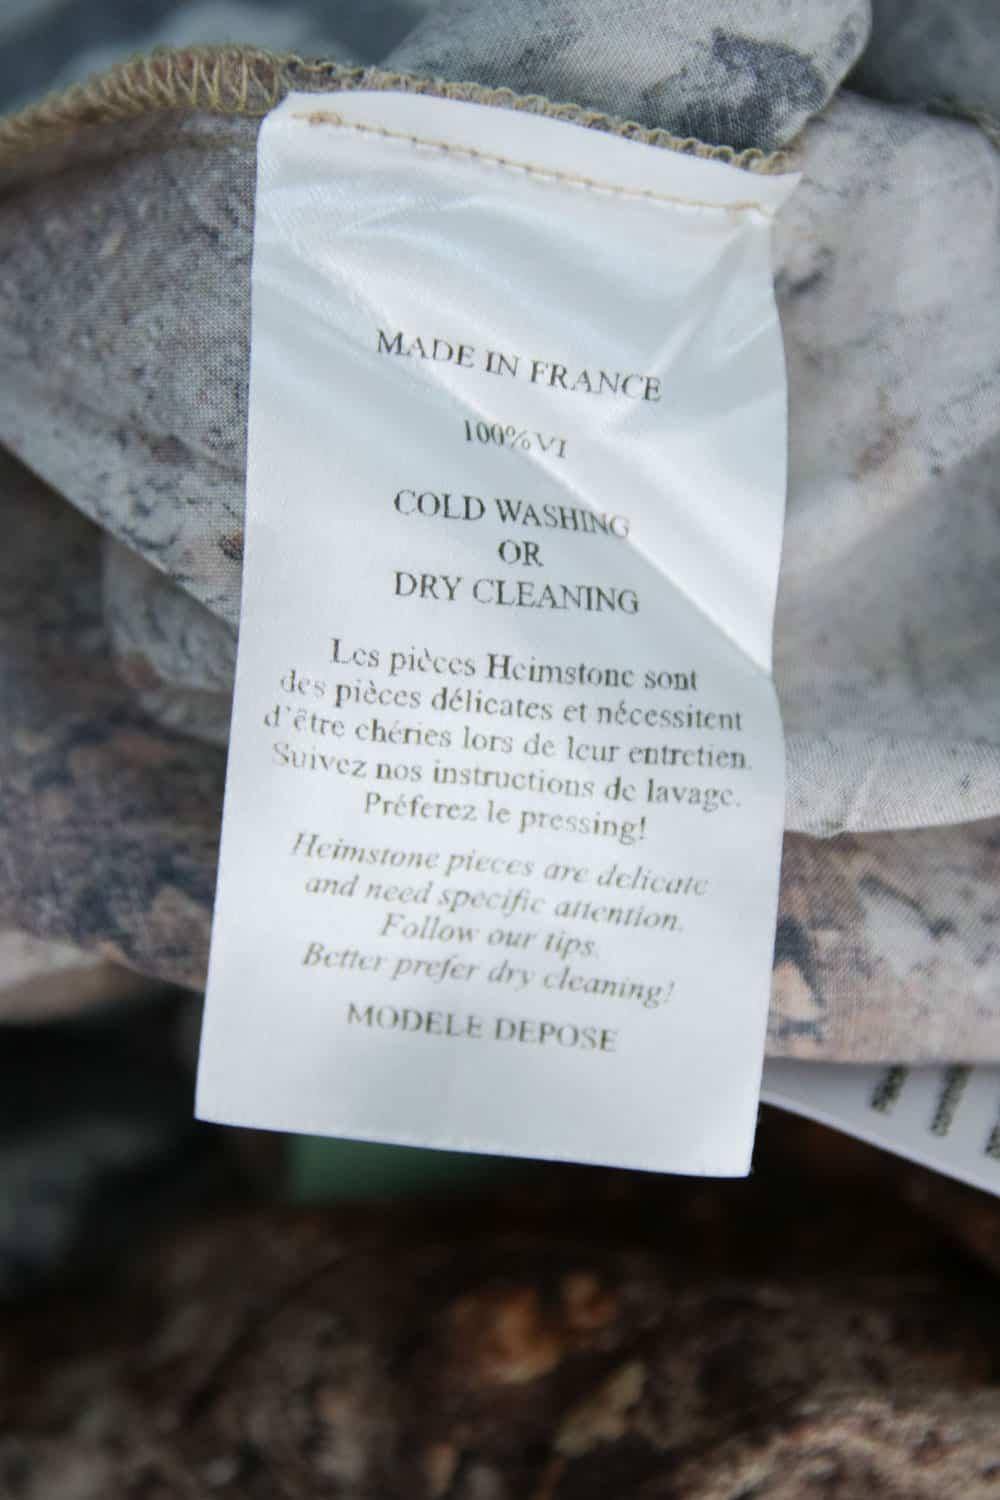 MADE IN FRANCE
100% VI
COLD WASHING
OR
DRY CLEANING
Les pièces Heimstone sont
des pièces délicates et nécessitent
d'être chéries lors de leur entretien.
Suivez nos instructions de lavage.
Préferez le pressing!
Heimstone pieces are delicate
and need specific attention.
Follow our tips.
Better prefer dry cleaning!
MODELE DEPOSE